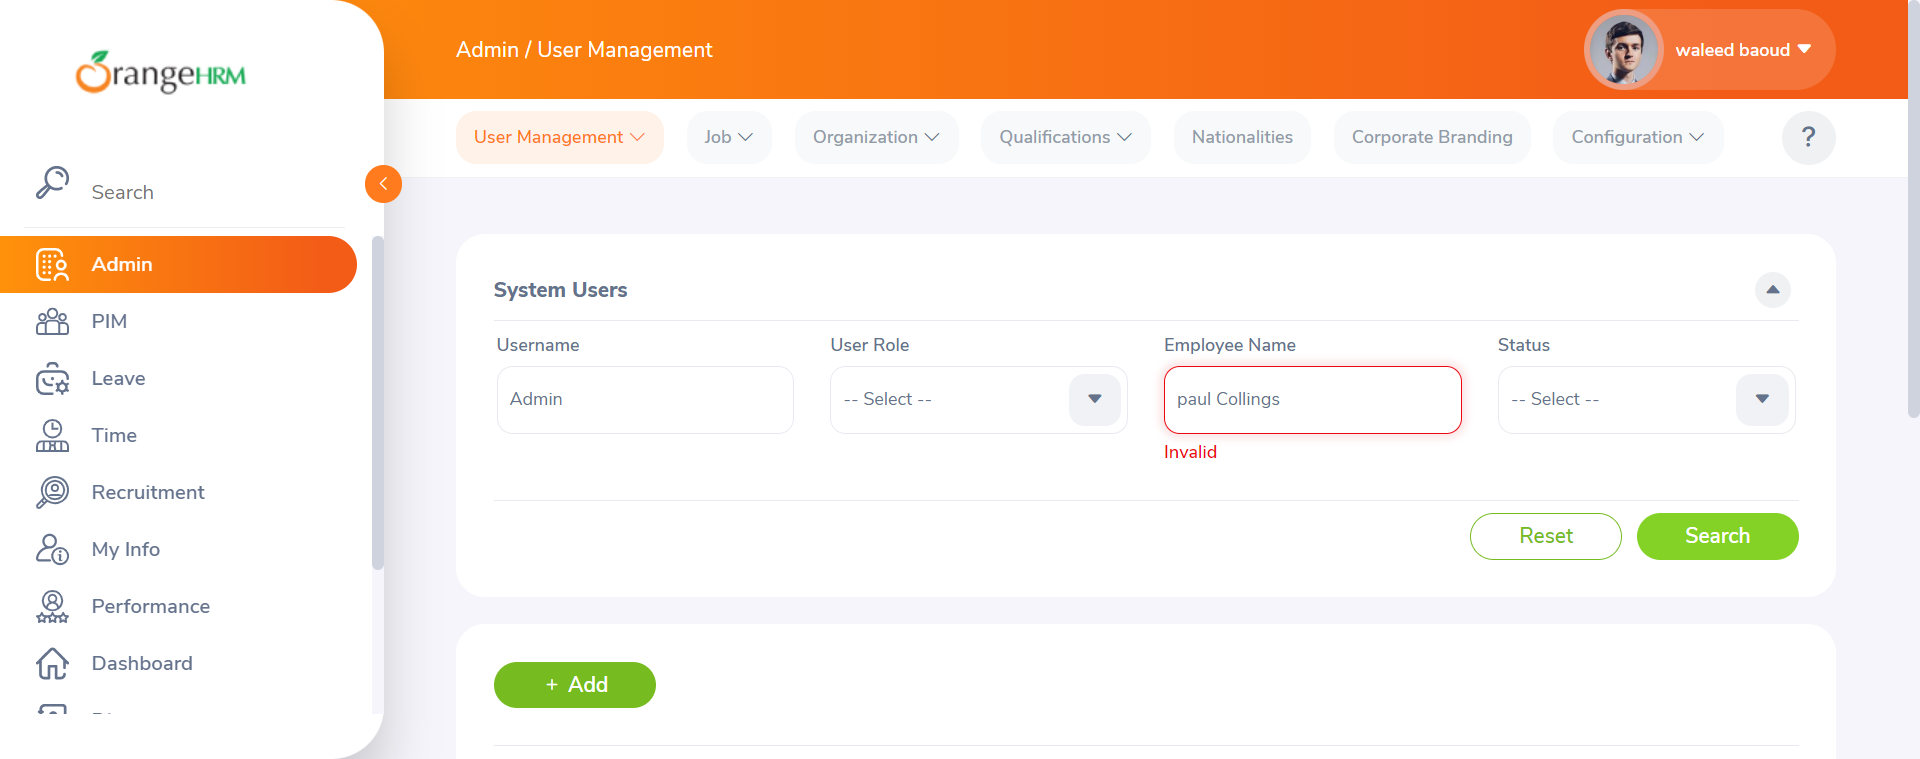 OrangeHRM
Admin / User Management
waleed baoud
User Management
Job
Organization
Qualifications
Nationalities
Corporate Branding
Configuration
?
Search
Admin
PIM
Leave
Time
Recruitment
My Info
Performance
Dashboard
System Users
Username
User Role
Employee Name
Status
Admin
-- Select --
paul Collings
-- Select --
Invalid
Reset
Search
+ Add